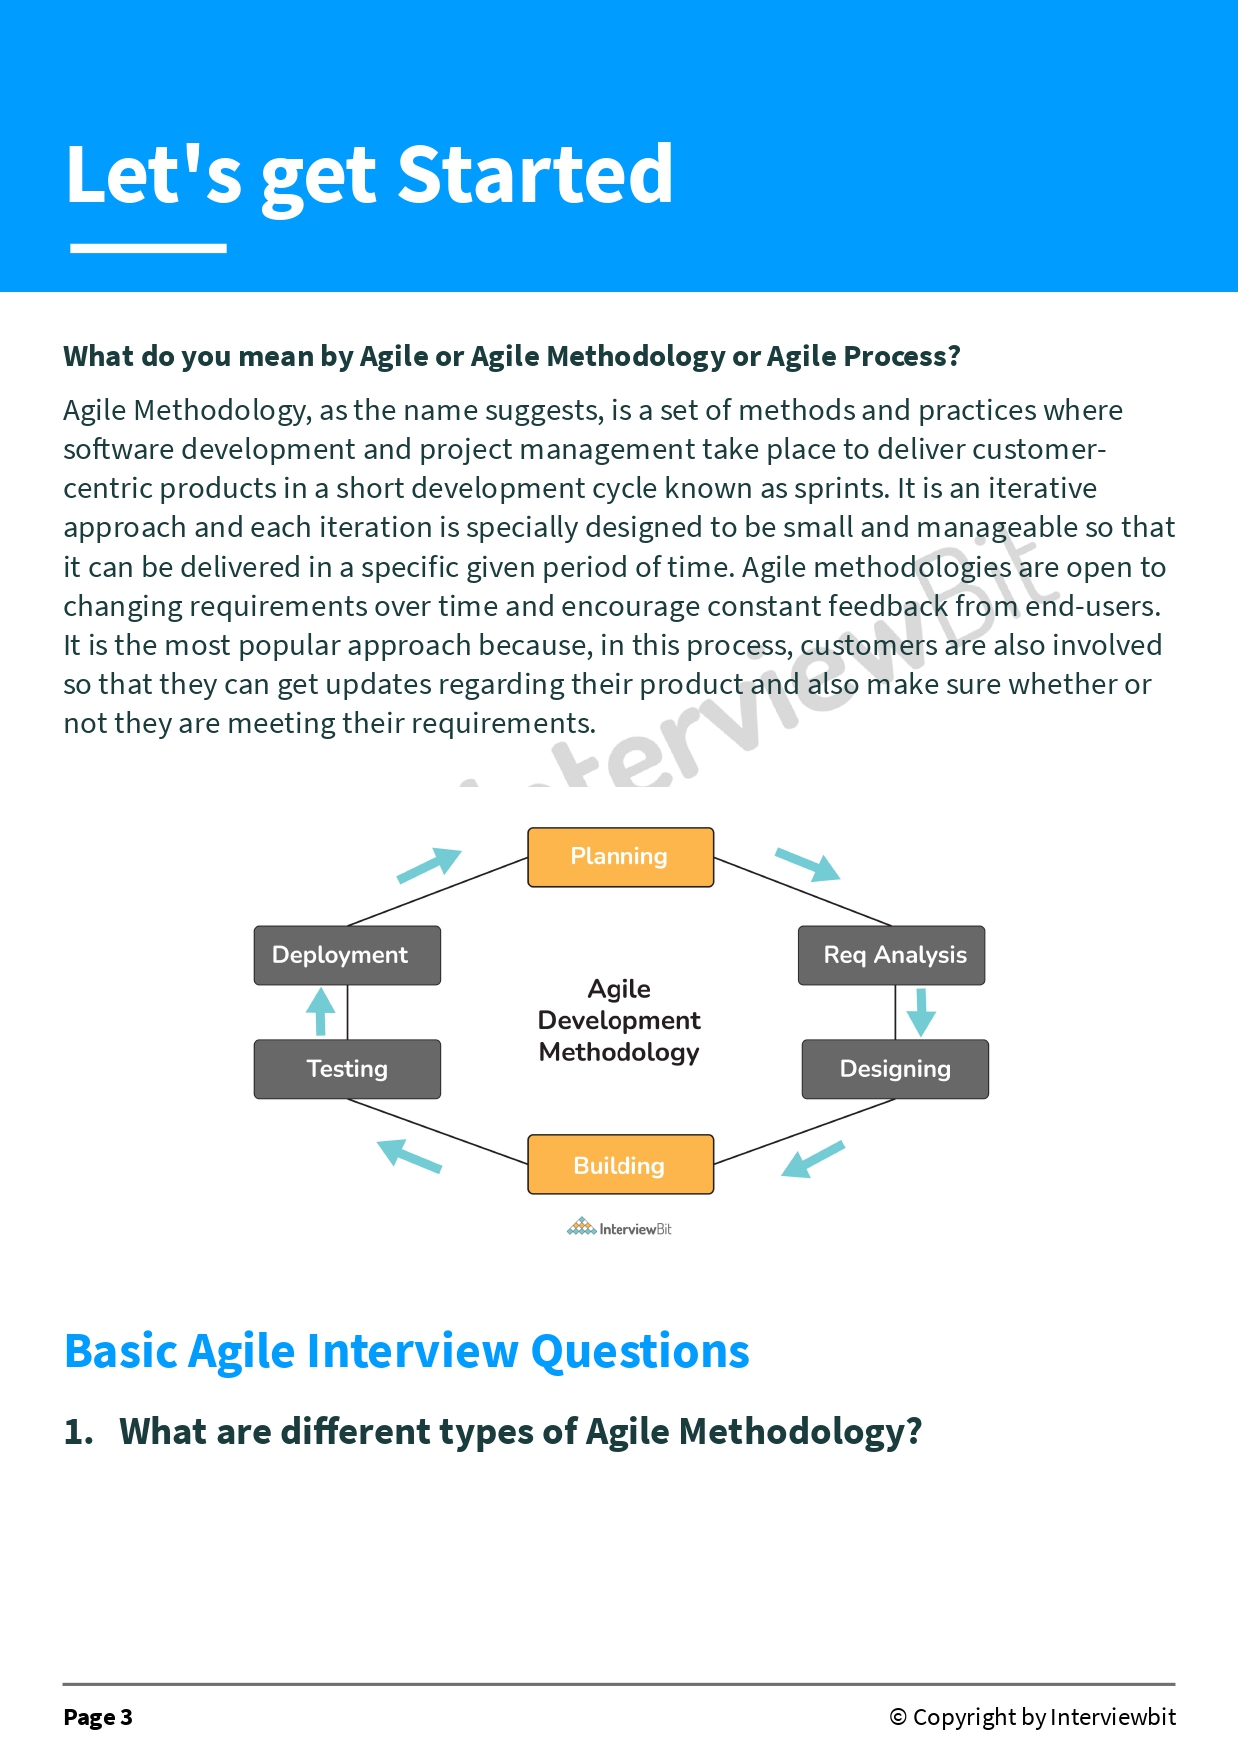 Let's get Started
What do you mean by Agile or Agile Methodology or Agile Process?
Agile Methodology, as the name suggests, is a set of methods and practices where
software development and project management take place to deliver customer-
centric products in a short development cycle known as sprints. It is an iterative
approach and each iteration is specially designed to be small and manageable so that
it can be delivered in a specific given period of time. Agile methodologies are open to
changing requirements over time and encourage constant feedback from end-users.
It is the most popular approach because, in this process, customers are also involved
so that they can get updates regarding their product and also make sure whether or
not they are meeting their requirements.
InterviewBit
Planning
Deployment
Req Analysis
Agile
Development
Methodology
Testing
Designing
Building
InterviewBit
Basic Agile Interview Questions
1. What are different types of Agile Methodology?
Page 3
© Copyright by Interviewbit